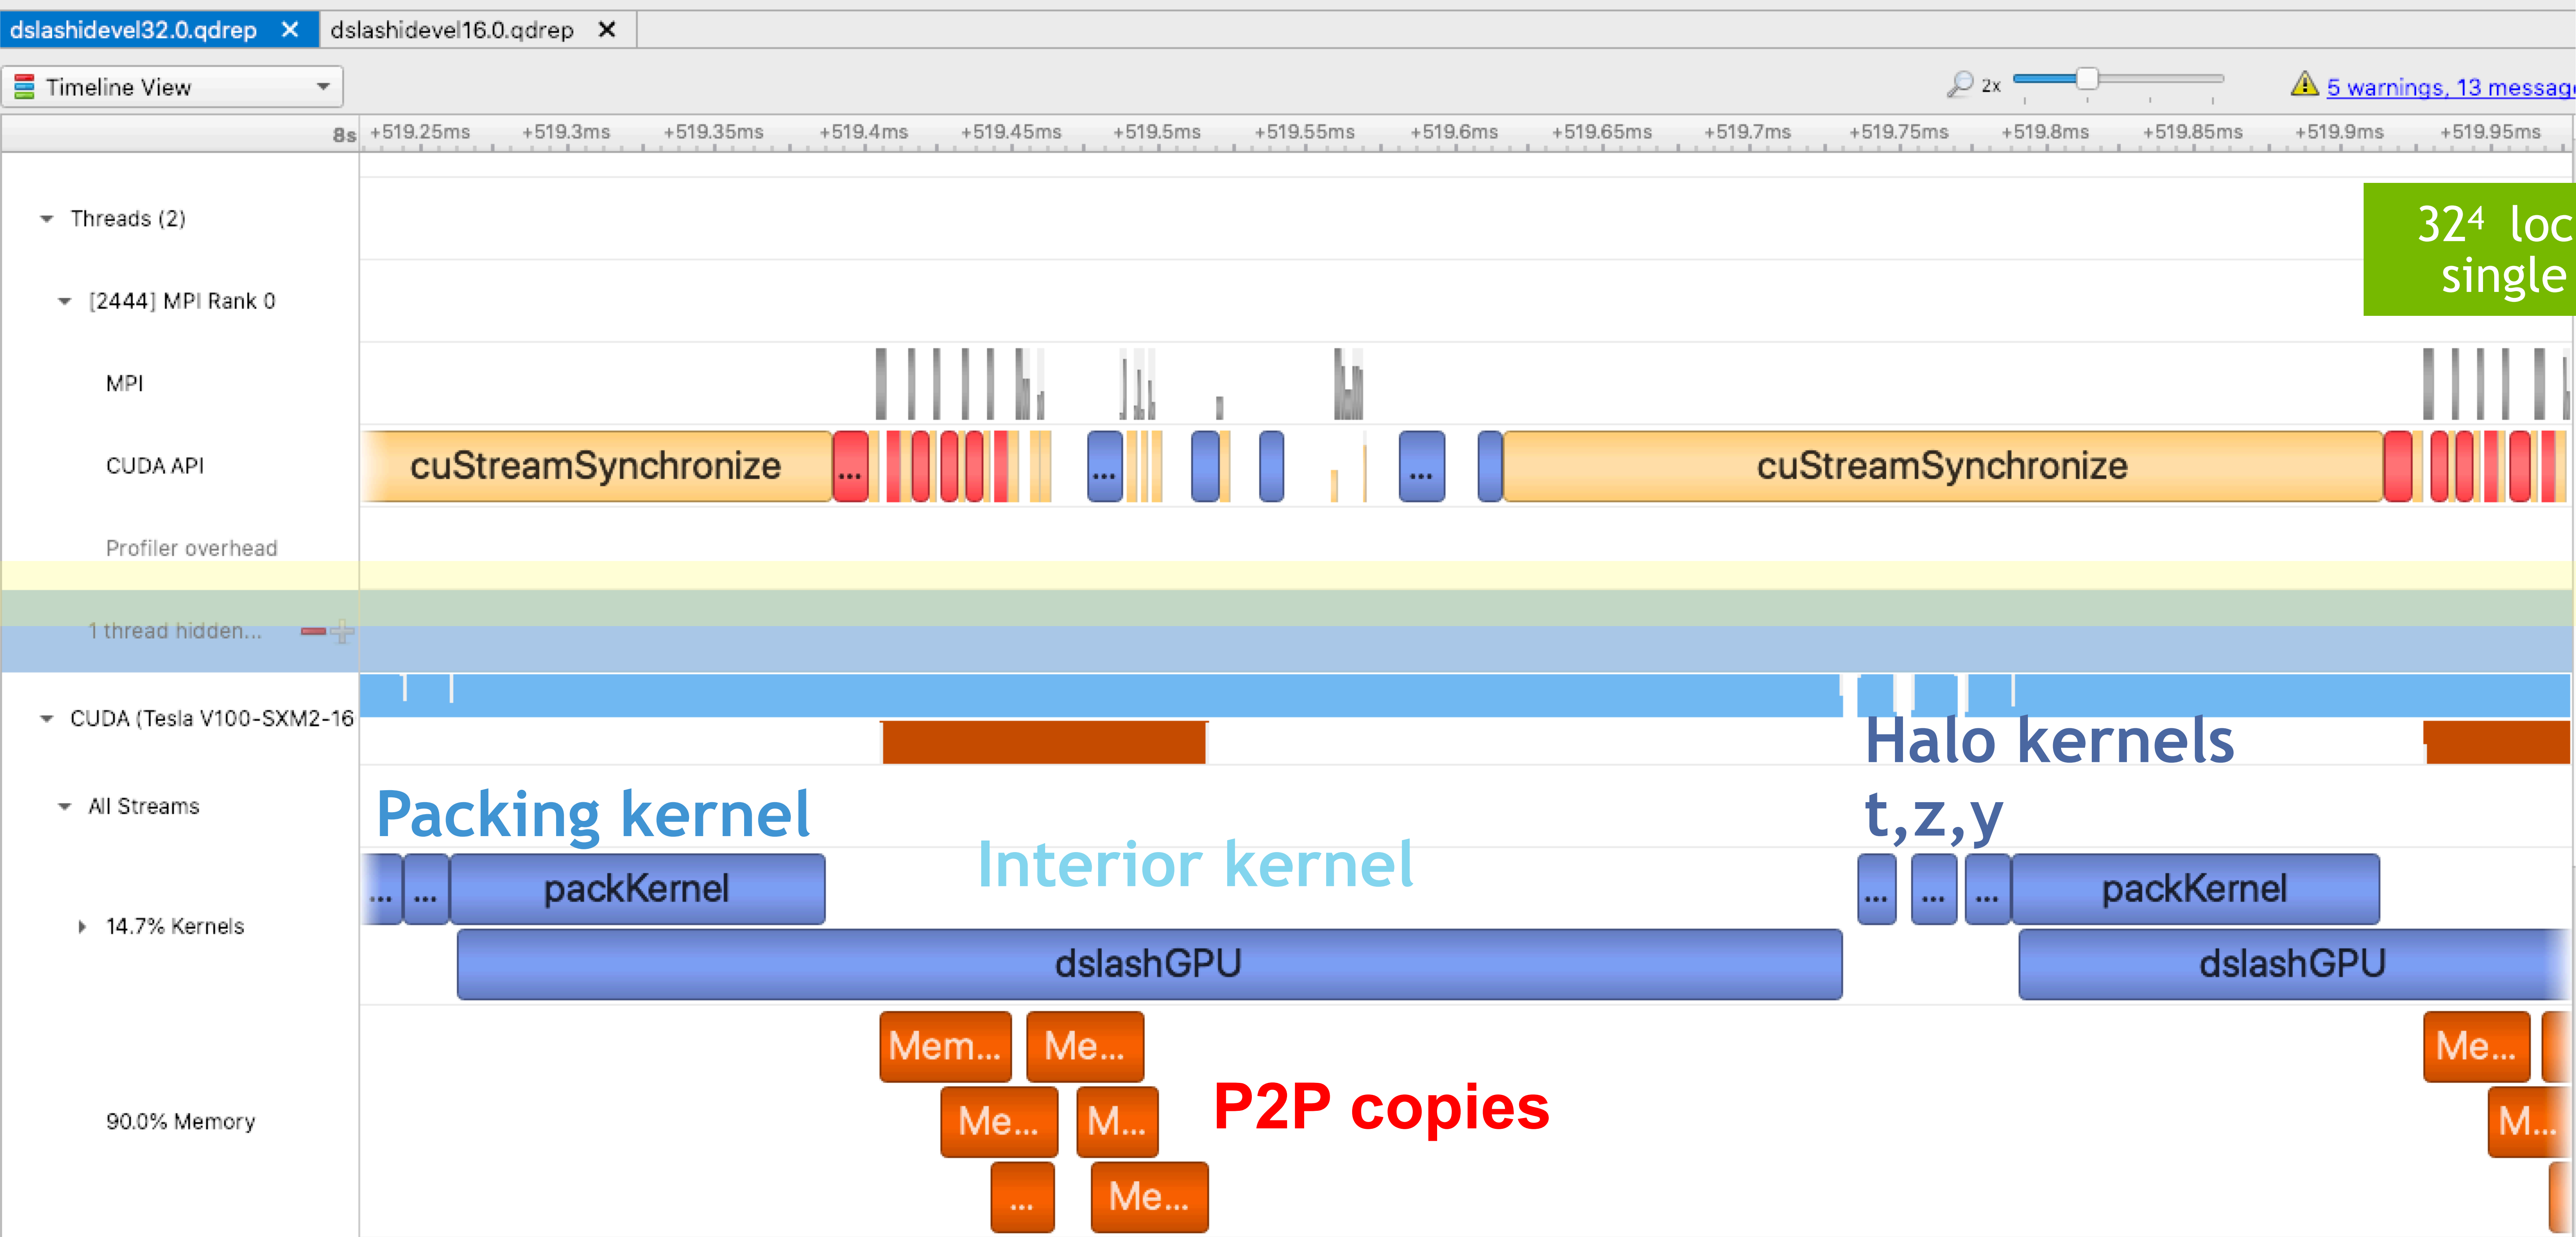 dslashidevel32.0.qdrep ✕ dslashidevel16.0.qdrep ✕
Timeline View 2x 5 warnings, 13 messag
8s +519.25ms +519.3ms +519.35ms +519.4ms +519.45ms +519.5ms +519.55ms +519.6ms +519.65ms +519.7ms +519.75ms +519.8ms +519.85ms +519.9ms +519.95ms
Threads (2)
32⁴ loc
single
[2444] MPI Rank 0
MPI
CUDA API cuStreamSynchronize ... ... ... cuStreamSynchronize
Profiler overhead
1 thread hidden...
CUDA (Tesla V100-SXM2-16
Halo kernels
t,z,y
All Streams
Packing kernel
Interior kernel
... ... packKernel ... ... ... packKernel
14.7% Kernels
dslashGPU dslashGPU
Mem... Me... Me...
P2P copies
90.0% Memory Me... M... M...
... Me...